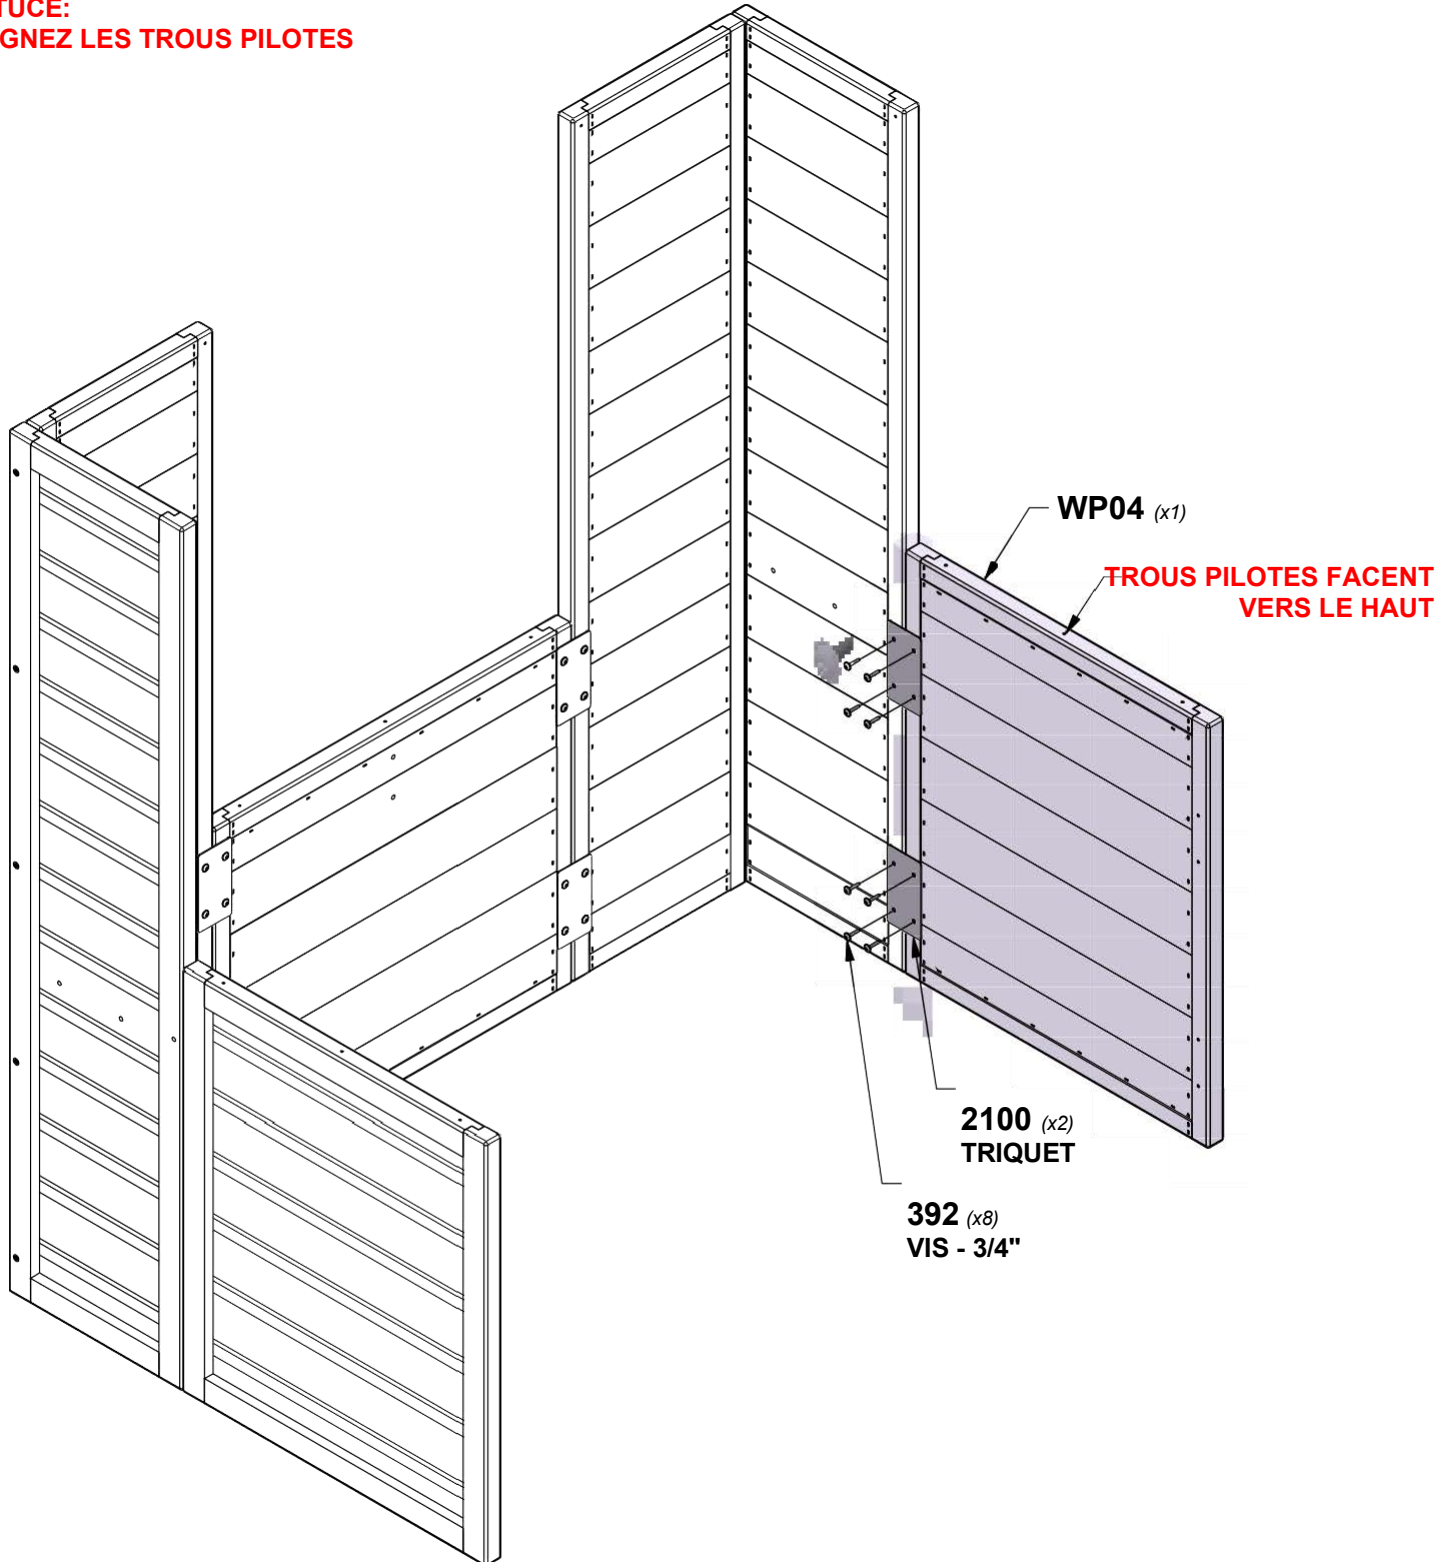 TUCE:
GNEZ LES TROUS PILOTES
WP04 (x1)
TROUS PILOTES FACENT
VERS LE HAUT
2100 (x2)
TRIQUET
392 (x8)
VIS - 3/4"